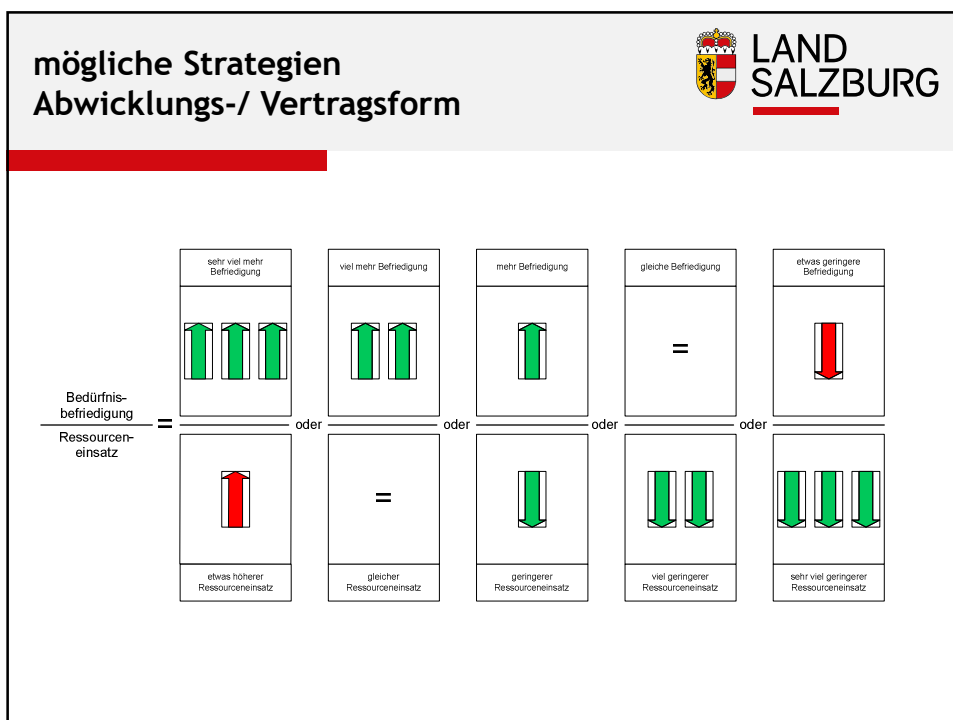 mögliche Strategien
Abwicklungs-/ Vertragsform
LAND
SALZBURG
sehr viel mehr
Befriedigung
viel mehr Befriedigung
mehr Befriedigung
gleiche Befriedigung
etwas geringere
Befriedigung
=
Bedürfnis-
befriedigung
=
oder
oder
oder
oder
Ressourcen-
einsatz
=
etwas höherer
Ressourceneinsatz
gleicher
Ressourceneinsatz
geringerer
Ressourceneinsatz
viel geringerer
Ressourceneinsatz
sehr viel geringerer
Ressourceneinsatz